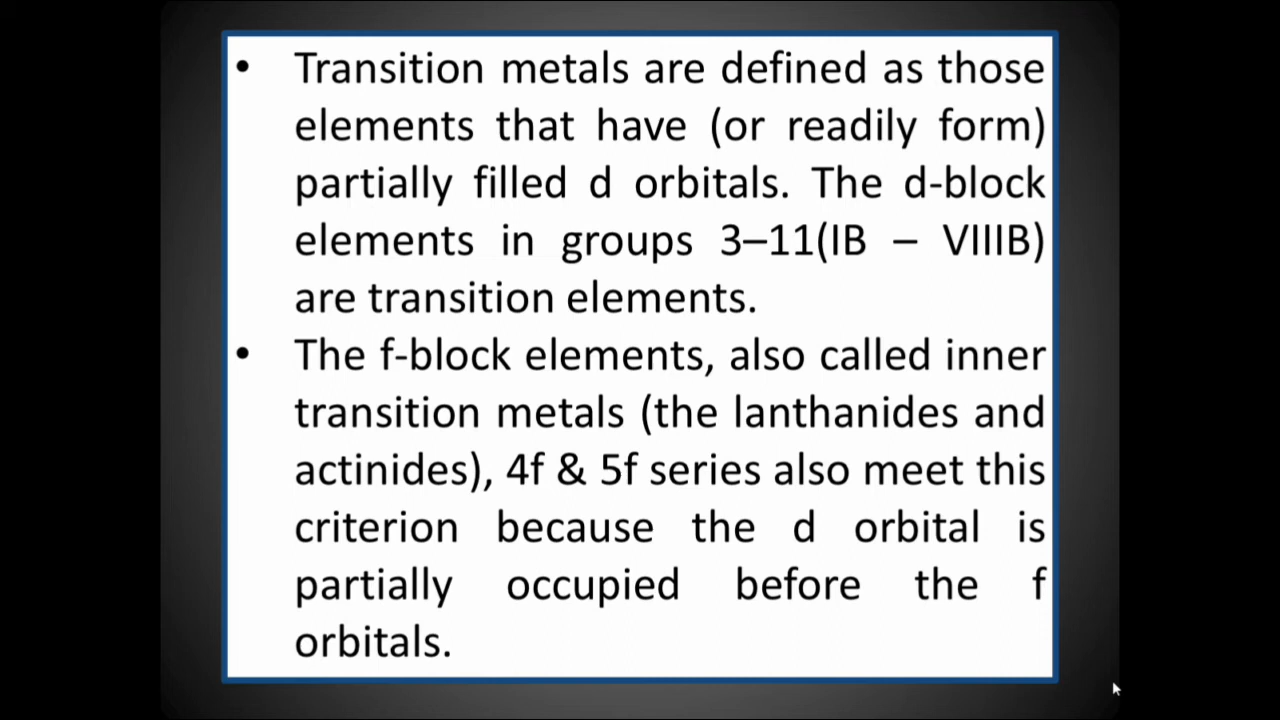 • Transition metals are defined as those
elements that have (or readily form)
partially filled d orbitals. The d-block
elements in groups 3–11(IB – VIIIB)
are transition elements.
• The f-block elements, also called inner
transition metals (the lanthanides and
actinides), 4f & 5f series also meet this
criterion because the d orbital is
partially occupied before the f
orbitals.